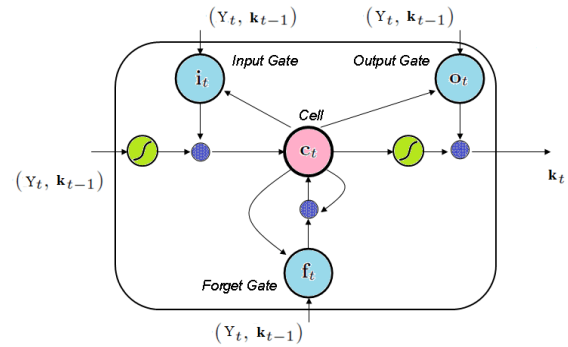 (Y_t, k_{t-1})
(Y_t, k_{t-1})
Input Gate
Output Gate
i_t
o_t
Cell
c_t
(Y_t, k_{t-1})
k_t
f_t
Forget Gate
(Y_t, k_{t-1})